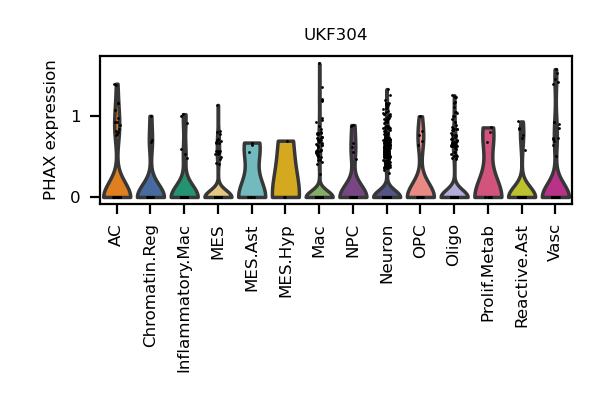 UKF304
PHAX expression
1
0
AC
Chromatin.Reg
Inflammatory.Mac
MES
MES.Ast
MES.Hyp
Mac
NPC
Neuron
OPC
Oligo
Prolif.Metab
Reactive.Ast
Vasc